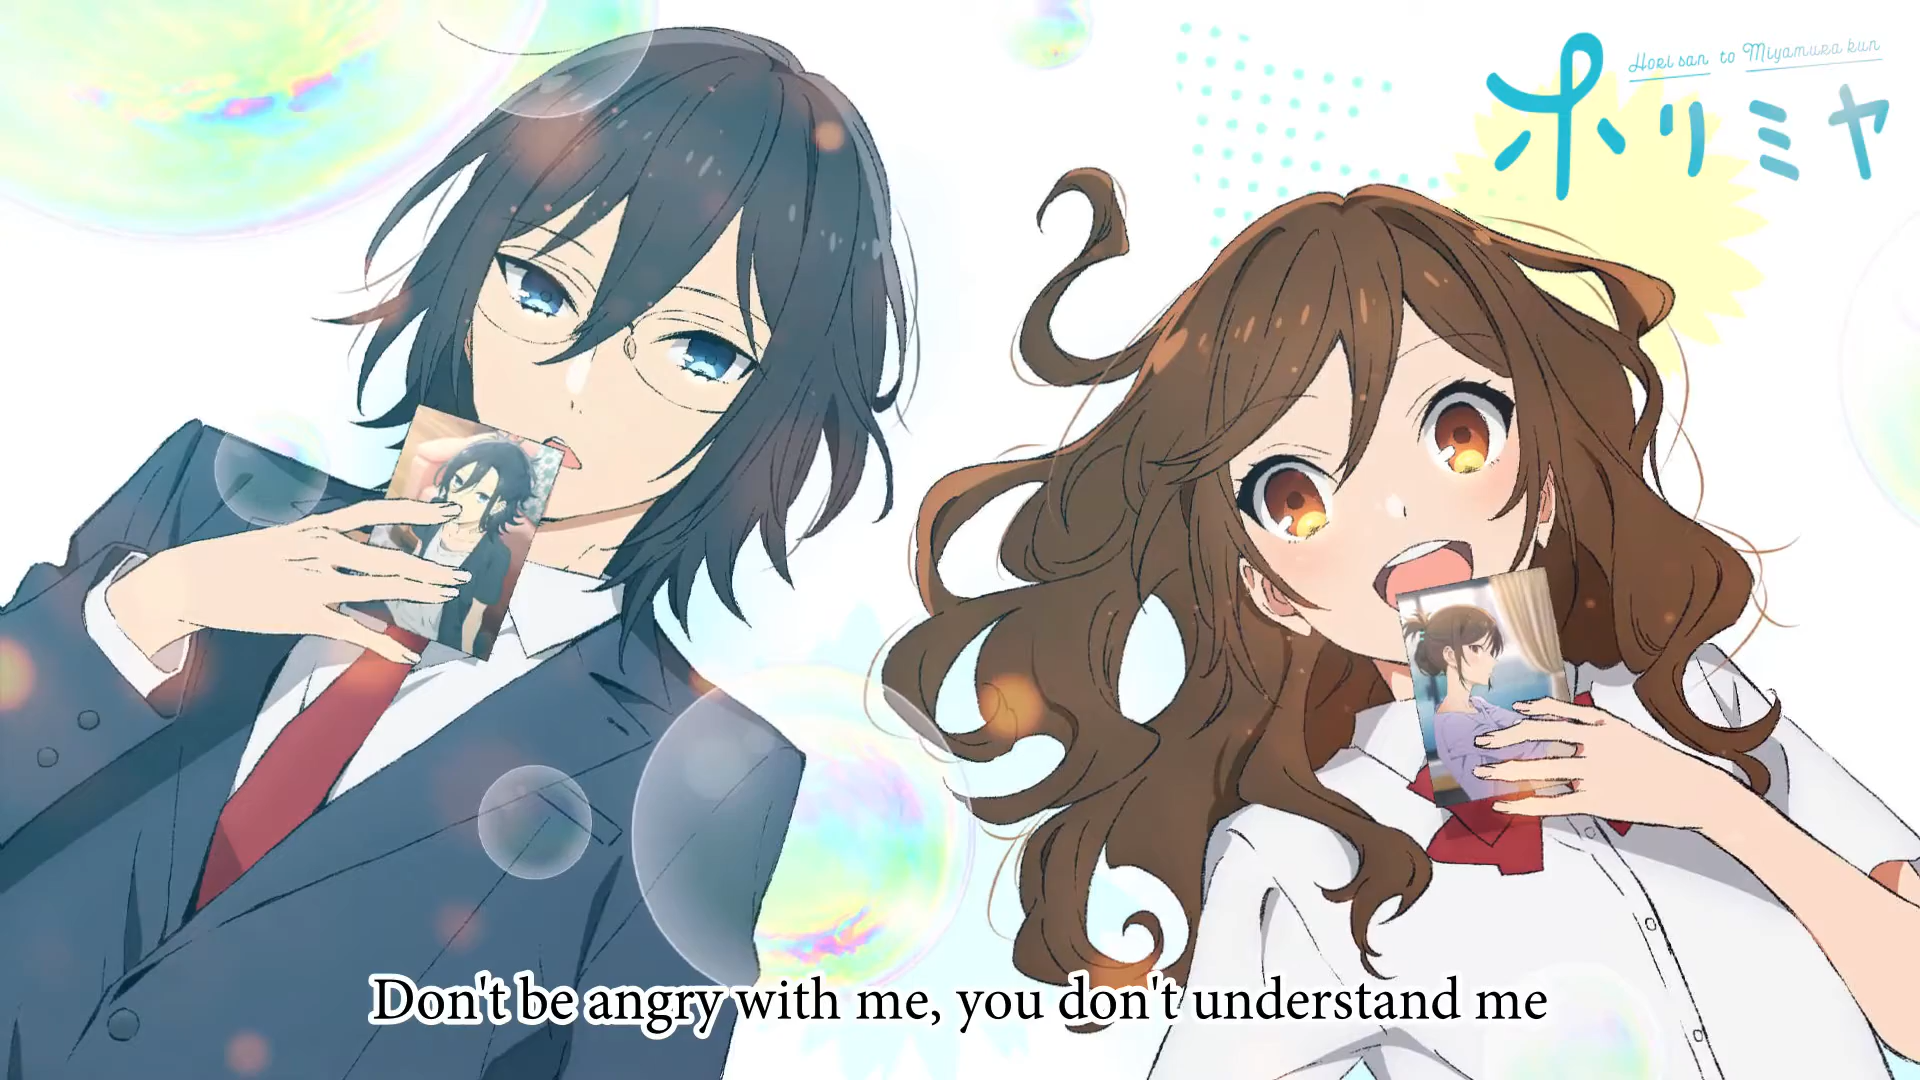 Hori san to Miyamura kun
ホリミヤ
Don't be angry with me, you don't understand me